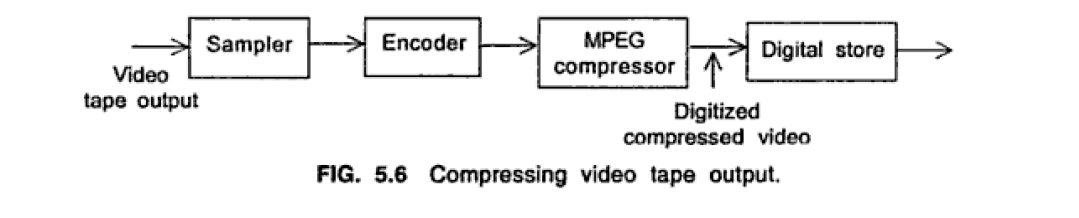 Sampler
Encoder
MPEG
compressor
Digital store
Video
tape output
Digitized
compressed video
FIG. 5.6 Compressing video tape output.